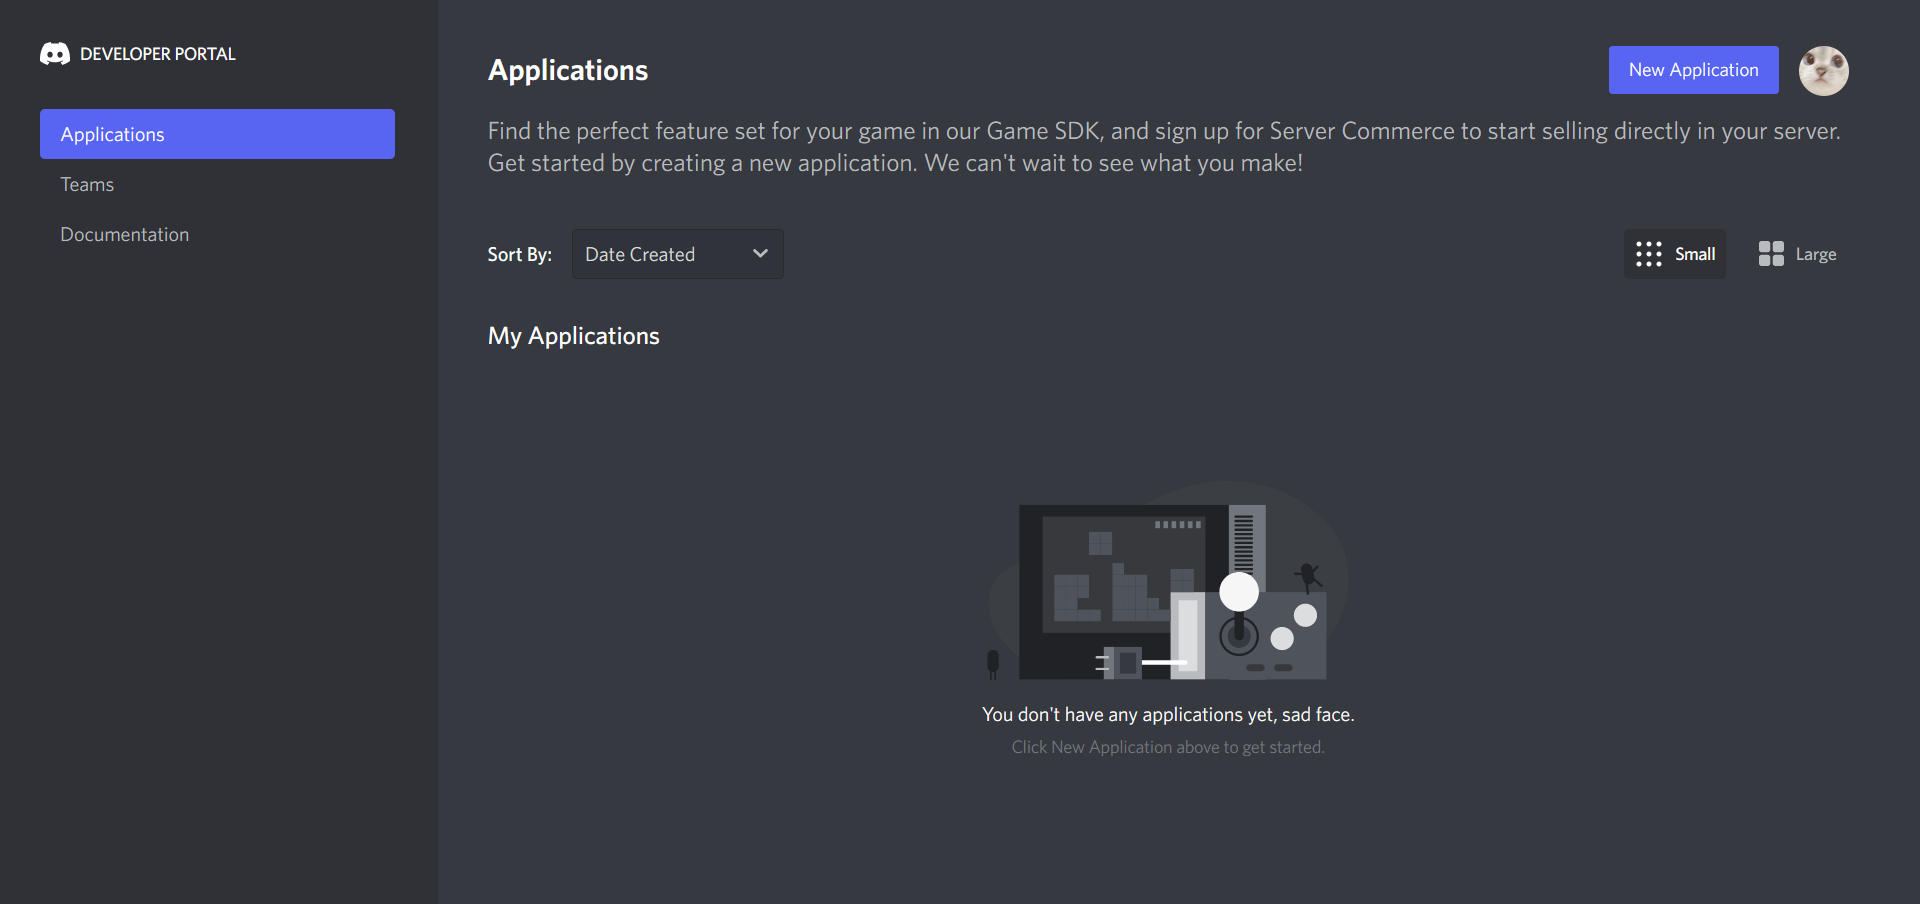 DEVELOPER PORTAL
Applications
Teams
Documentation
Applications
New Application
Find the perfect feature set for your game in our Game SDK, and sign up for Server Commerce to start selling directly in your server.
Get started by creating a new application. We can't wait to see what you make!
Sort By:
Date Created
Small
Large
My Applications
You don't have any applications yet, sad face.
Click New Application above to get started.